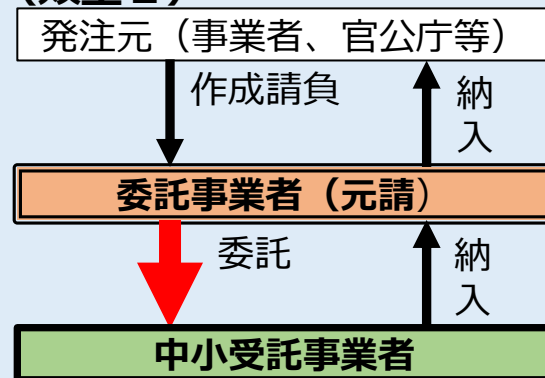 発注元（事業者、官公庁等）
作成請負
納入
委託事業者（元請）
委託
納入
中小受託事業者